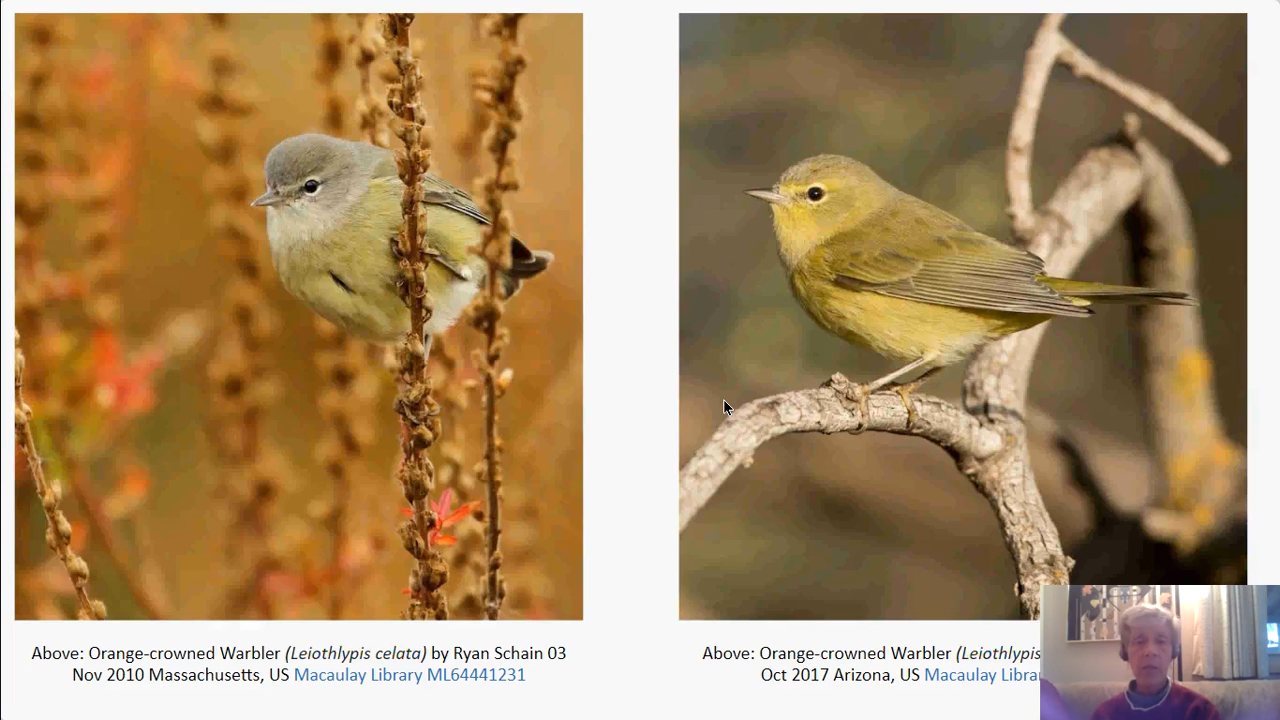 Above: Orange-crowned Warbler (Leiothlypis celata) by Ryan Schain 03
Nov 2010 Massachusetts, US Macaulay Library ML64441231
Above: Orange-crowned Warbler (Leiothlypis
Oct 2017 Arizona, US Macaulay